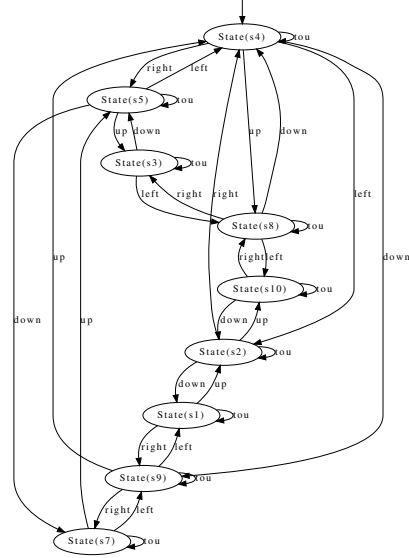 State(s4) tou
right left
State(s5) tou
up down up down
State(s3) tou
left right right left
State(s8) tou
right left up down
State(s10) tou
down down up up
State(s2) tou
down up
State(s1) tou
right left
State(s9) tou
right left
State(s7) tou